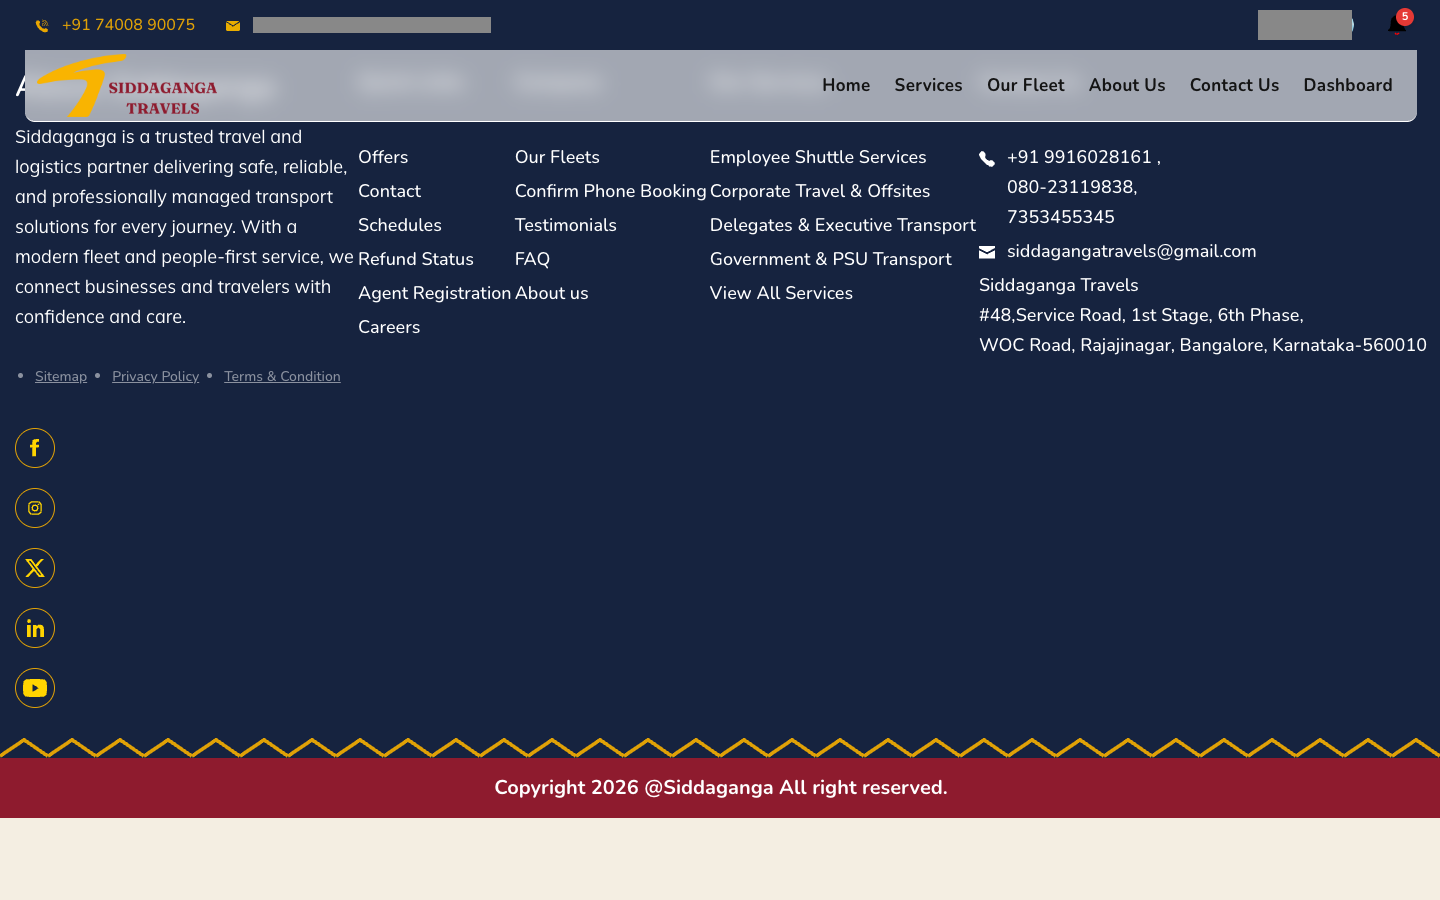 +91 74008 90075
5
SIDDAGANGA
TRAVELS
Home Services Our Fleet About Us Contact Us Dashboard
Siddaganga is a trusted travel and
logistics partner delivering safe, reliable,
and professionally managed transport
solutions for every journey. With a
modern fleet and people-first service, we
connect businesses and travelers with
confidence and care.
Sitemap
Privacy Policy
Terms & Condition
Offers
Contact
Schedules
Refund Status
Agent Registration
Careers
Our Fleets
Confirm Phone Booking
Testimonials
FAQ
About us
Employee Shuttle Services
Corporate Travel & Offsites
Delegates & Executive Transport
Government & PSU Transport
View All Services
+91 9916028161 ,
080-23119838,
7353455345
siddagangatravels@gmail.com
Siddaganga Travels
#48,Service Road, 1st Stage, 6th Phase,
WOC Road, Rajajinagar, Bangalore, Karnataka-560010
Copyright 2026 @Siddaganga All right reserved.